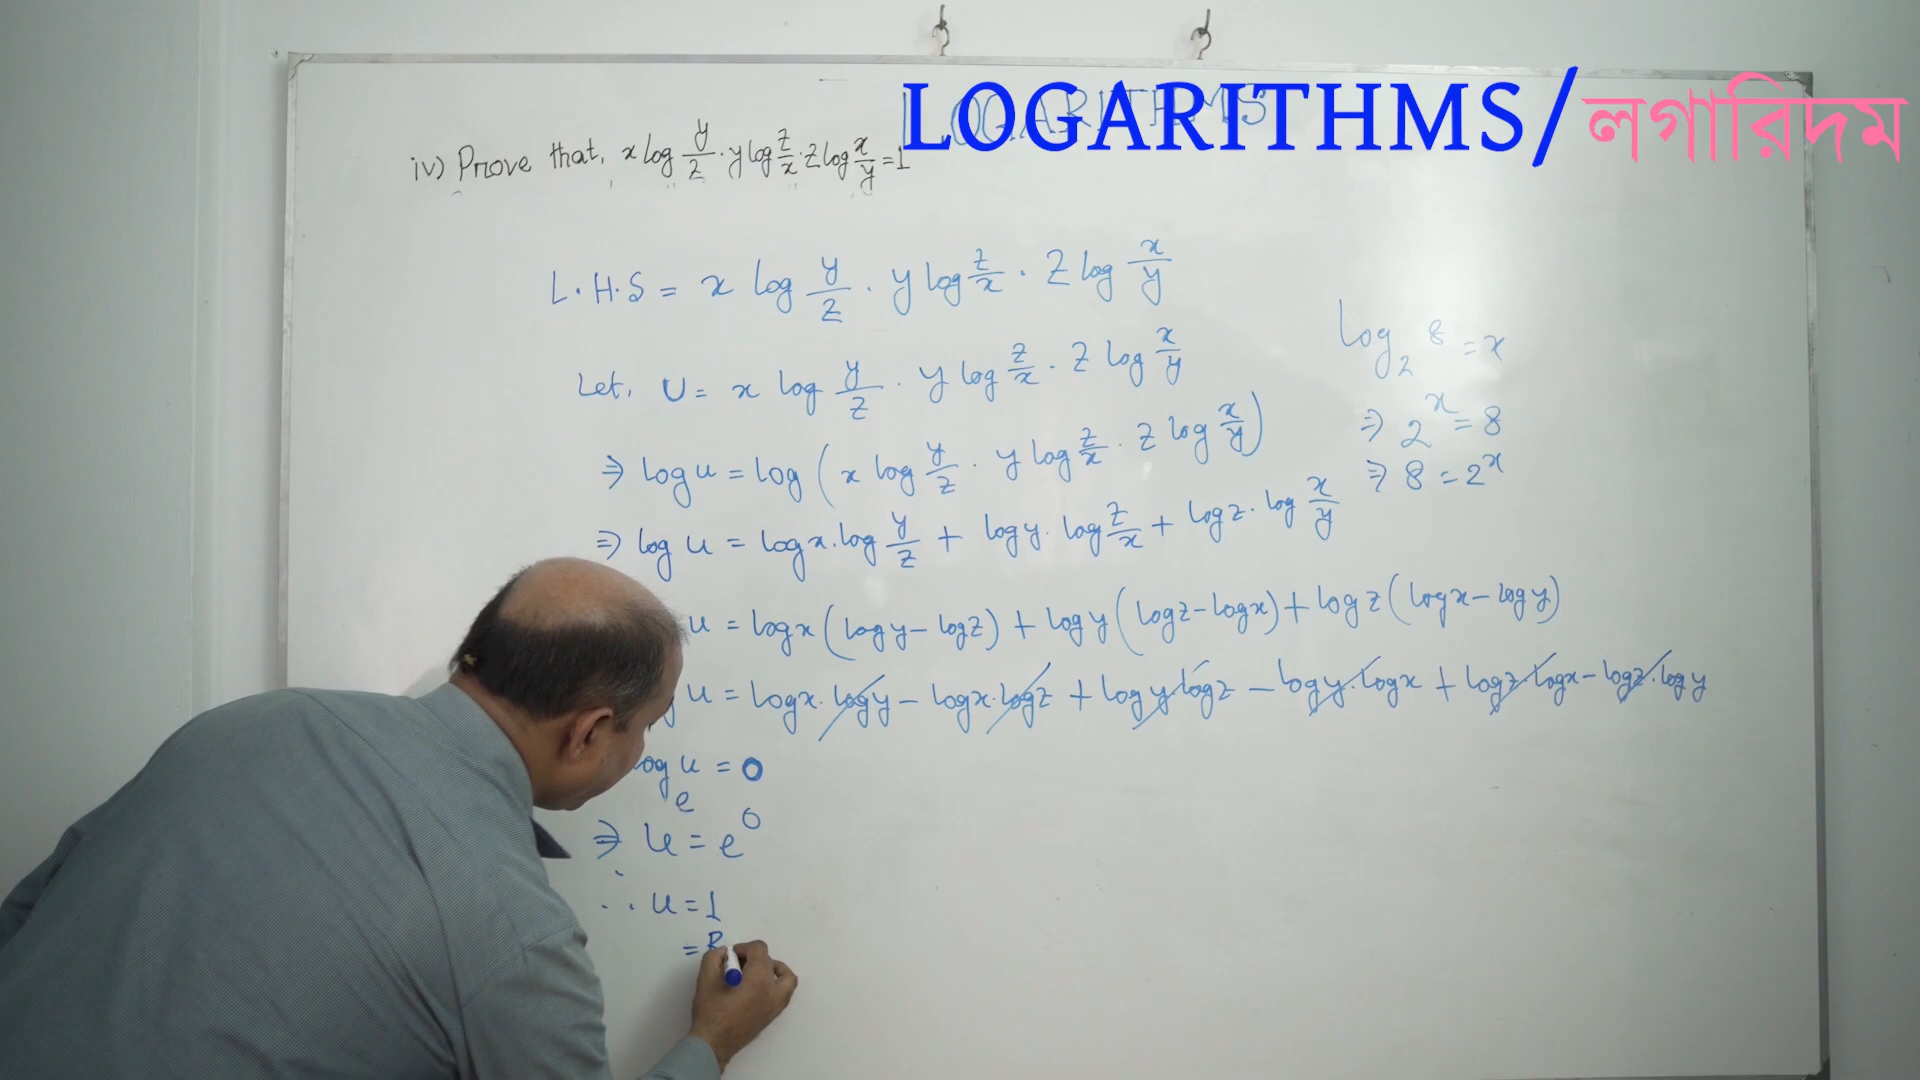 LOGARITHMS/লগারিদম
LOGARITHMS
iv) Prove that, x log y/z · y log z/x · z log x/y = 1
L.H.S = x log y/z · y log z/x · z log x/y
Let, U = x log y/z · y log z/x · z log x/y
⇒ log u = log (x log y/z · y log z/x · z log x/y)
⇒ log u = log x. log y/z + log y. log z/x + log z. log x/y
u = log x (log y – log z) + log y (log z – log x) + log z (log x – log y)
u = log x. log y – log x. log z + log y log z – log y. log x + log z log x – log z. log y
log_e u = 0
⇒ u = e^0
∴ u = 1
= R
log_2 8 = x
⇒ 2^x = 8
⇒ 8 = 2^x